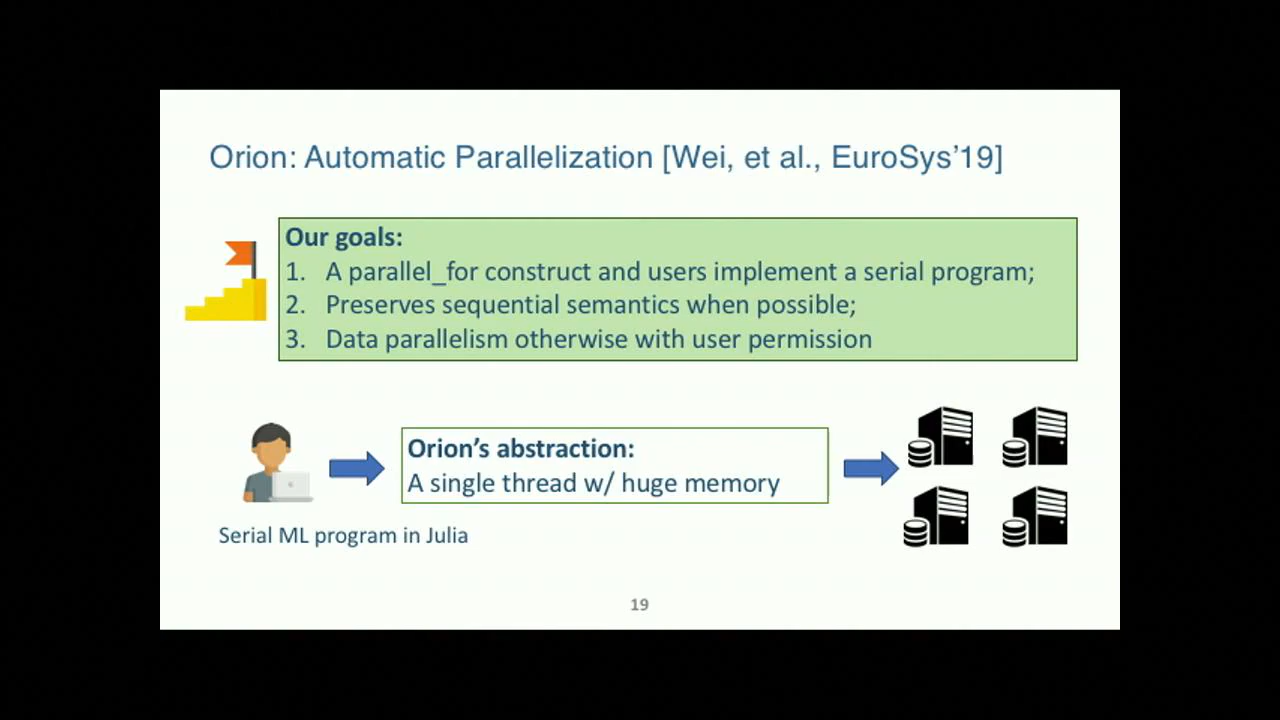 Orion: Automatic Parallelization [Wei, et al., EuroSys’19]
Our goals:
1. A parallel_for construct and users implement a serial program;
2. Preserves sequential semantics when possible;
3. Data parallelism otherwise with user permission
Orion’s abstraction:
A single thread w/ huge memory
Serial ML program in Julia
19